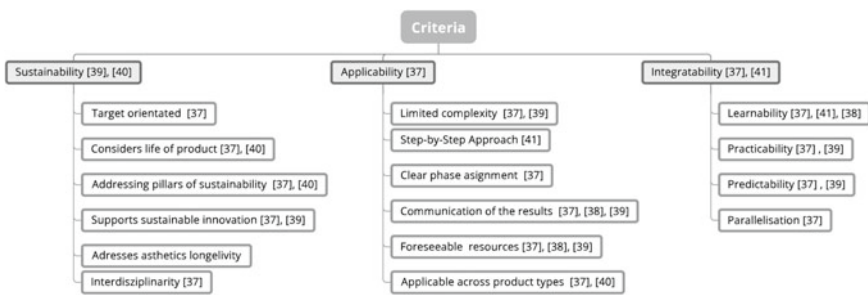 Criteria
Sustainability [39], [40]
Target orientated [37]
Considers life of product [37], [40]
Addressing pillars of sustainability [37], [40]
Supports sustainable innovation [37], [39]
Adresses asthetics longelivity
Interdisziplinarity [37]
Applicability [37]
Limited complexity [37], [39]
Step-by-Step Approach [41]
Clear phase asignment [37]
Communication of the results [37], [38], [39]
Foreseeable resources [37], [38], [39]
Applicable across product types [37], [40]
Integratability [37], [41]
Learnability [37], [41], [38]
Practicability [37] , [39]
Predictability [37] , [39]
Parallelisation [37]